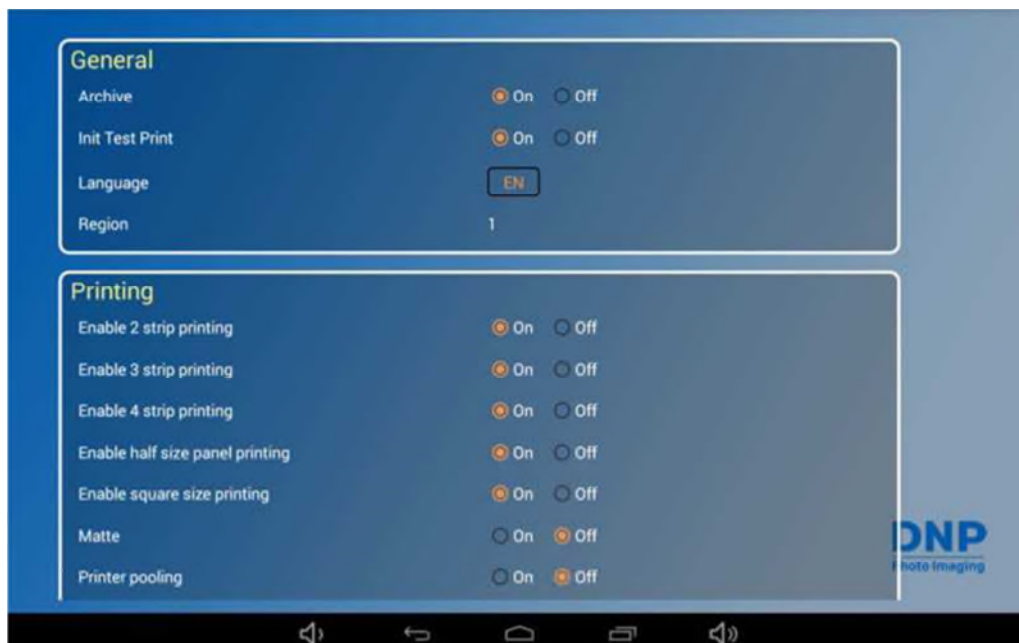 General
Archive On Off
Init Test Print On Off
Language EN
Region 1
Printing
Enable 2 strip printing On Off
Enable 3 strip printing On Off
Enable 4 strip printing On Off
Enable half size panel printing On Off
Enable square size printing On Off
Matte On Off
Printer pooling On Off
DNP
Photo Imaging